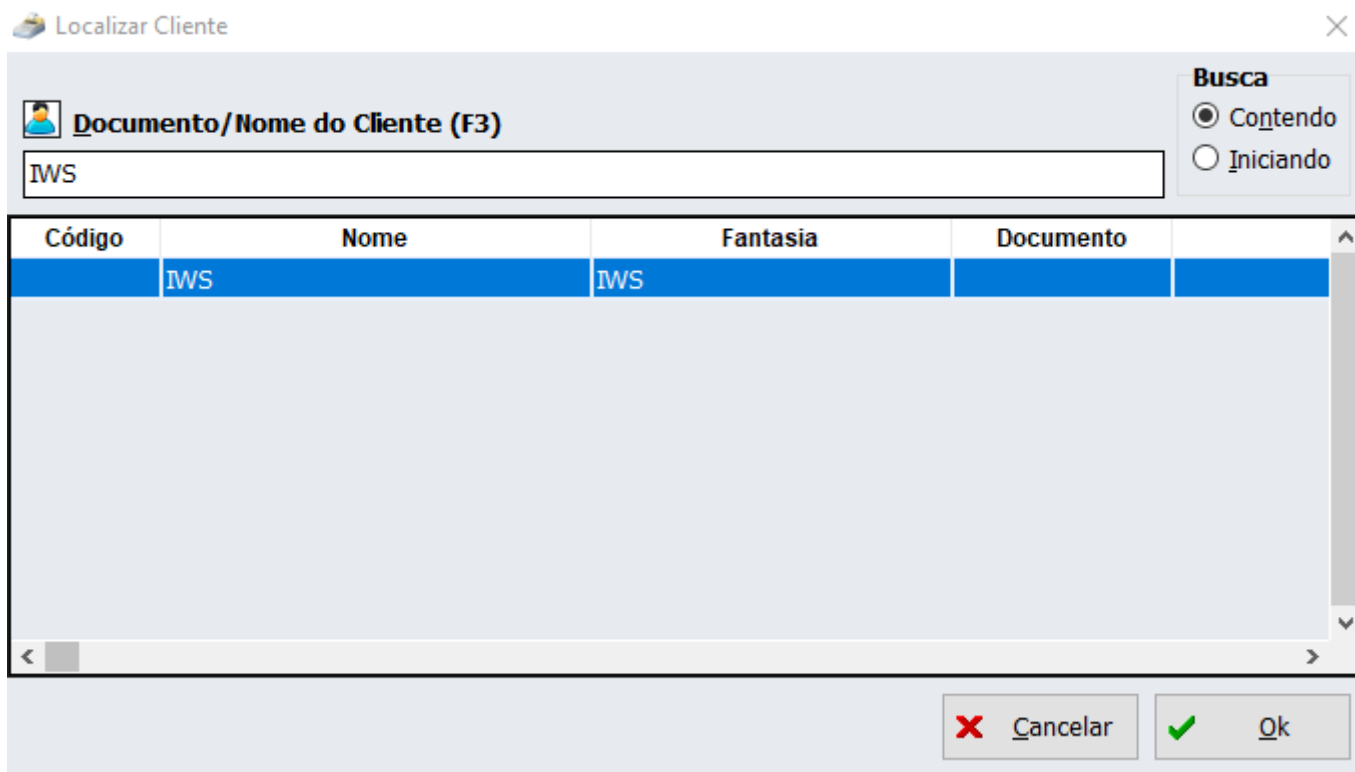 Localizar Cliente
Busca
Documento/Nome do Cliente (F3)
Contendo
IWS
Iniciando
Código Nome Fantasia Documento
IWS IWS
Cancelar Ok